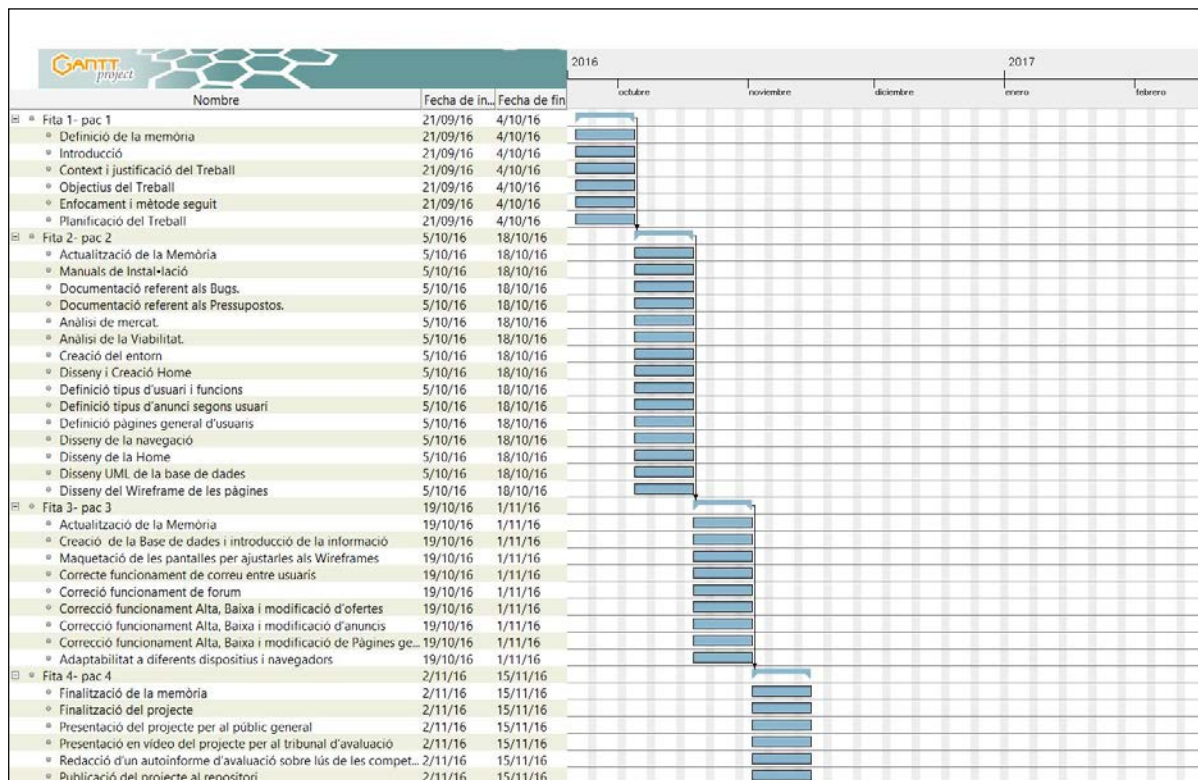 GANTT project
2016 2017
Nombre Fecha de in... Fecha de fin octubre noviembre diciembre enero febrero
Fita 1- pac 1 21/09/16 4/10/16
Definició de la memòria 21/09/16 4/10/16
Introducció 21/09/16 4/10/16
Context i justificació del Treball 21/09/16 4/10/16
Objectius del Treball 21/09/16 4/10/16
Enfocament i mètode seguit 21/09/16 4/10/16
Planificació del Treball 21/09/16 4/10/16
Fita 2- pac 2 5/10/16 18/10/16
Actualització de la Memòria 5/10/16 18/10/16
Manuals de Instal•lació 5/10/16 18/10/16
Documentació referent als Bugs. 5/10/16 18/10/16
Documentació referent als Pressupostos. 5/10/16 18/10/16
Anàlisi de mercat. 5/10/16 18/10/16
Anàlisi de la Viabilitat. 5/10/16 18/10/16
Creació del entorn 5/10/16 18/10/16
Disseny i Creació Home 5/10/16 18/10/16
Definició tipus d'usuari i funcions 5/10/16 18/10/16
Definició tipus d'anunci segons usuari 5/10/16 18/10/16
Definició pàgines general d'usuaris 5/10/16 18/10/16
Disseny de la navegació 5/10/16 18/10/16
Disseny de la Home 5/10/16 18/10/16
Disseny UML de la base de dades 5/10/16 18/10/16
Disseny del Wireframe de les pàgines 5/10/16 18/10/16
Fita 3- pac 3 19/10/16 1/11/16
Actualització de la Memòria 19/10/16 1/11/16
Creació de la Base de dades i introducció de la informació 19/10/16 1/11/16
Maquetació de les pantalles per ajustarles als Wireframes 19/10/16 1/11/16
Correcte funcionament de correu entre usuaris 19/10/16 1/11/16
Correció funcionament de forum 19/10/16 1/11/16
Correcció funcionament Alta, Baixa i modificació d'ofertes 19/10/16 1/11/16
Correcció funcionament Alta, Baixa i modificació d'anuncis 19/10/16 1/11/16
Correcció funcionament Alta, Baixa i modificació de Pàgines ge... 19/10/16 1/11/16
Adaptabilitat a diferents dispositius i navegadors 19/10/16 1/11/16
Fita 4- pac 4 2/11/16 15/11/16
Finalització de la memòria 2/11/16 15/11/16
Finalització del projecte 2/11/16 15/11/16
Presentació del projecte per al públic general 2/11/16 15/11/16
Presentació en vídeo del projecte per al tribunal d'avaluació 2/11/16 15/11/16
d'un autoinforme d'avaluació sobre l'ús de les compet... 2/11/16 15/11/16
Publicació del projecte al repositori 2/11/16 15/11/16